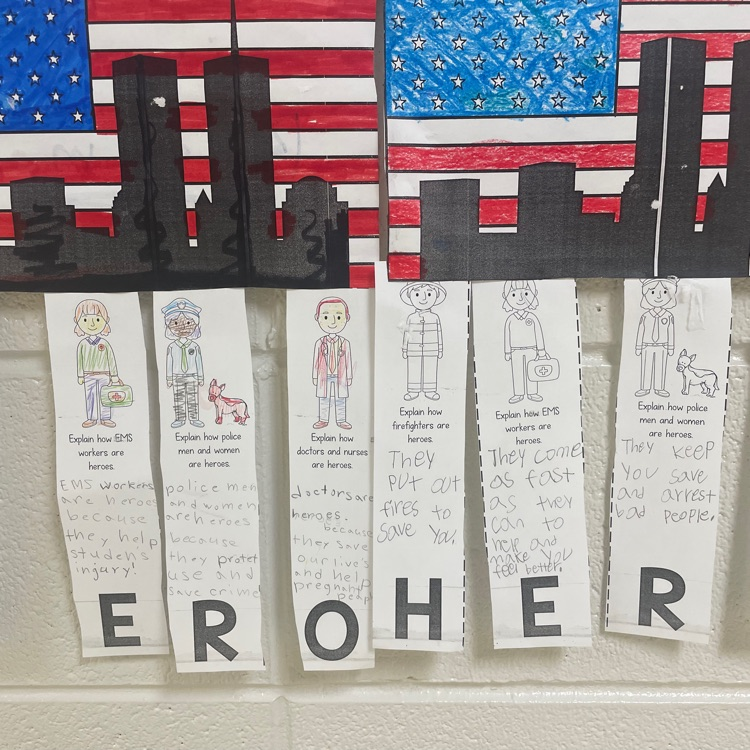 Explain how EMS
workers are
heroes.
EMS workers
are heroes
because
they help
studens
injury!
E
Explain how police
men and women
are heroes.
police men
and women
are heroes
because
they protet
use and
save crime
R
Explain how
doctors and nurses
are heroes.
doctors are
heroes.
because
they save
our live's
and help
pregnant
people
O
Explain how
firefighters are
heroes.
They
put out
fires to
save you.
H
Explain how EMS
workers are
heroes.
They come
as fast
as they
can to
help and
make you
feel better.
E
Explain how police
men and women
are heroes.
They keep
you save
and arrest
bad people.
R